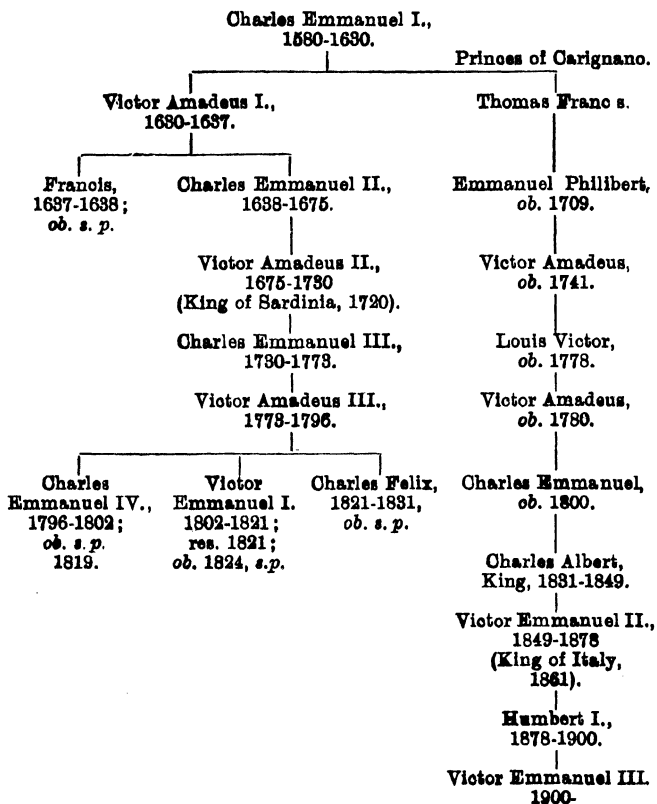 Charles Emmanuel I.,
1580-1630.
Princes of Carignano.
Victor Amadeus I.,
1630-1637.
Thomas Francis.
Francis,
1637-1638;
ob. s. p.
Charles Emmanuel II.,
1638-1675.
Emmanuel Philibert,
ob. 1709.
Victor Amadeus II.,
1675-1730
(King of Sardinia, 1720).
Victor Amadeus,
ob. 1741.
Charles Emmanuel III.,
1730-1773.
Louis Victor,
ob. 1778.
Victor Amadeus III.,
1773-1796.
Victor Amadeus,
ob. 1780.
Charles
Emmanuel IV.,
1796-1802;
ob. s. p.
1819.
Victor
Emmanuel I.
1802-1821;
res. 1821;
ob. 1824, s.p.
Charles Felix,
1821-1831,
ob. s. p.
Charles Emmanuel,
ob. 1800.
Charles Albert,
King, 1831-1849.
Victor Emmanuel II.,
1849-1878
(King of Italy,
1861).
Humbert I.,
1878-1900.
Victor Emmanuel III.
1900-